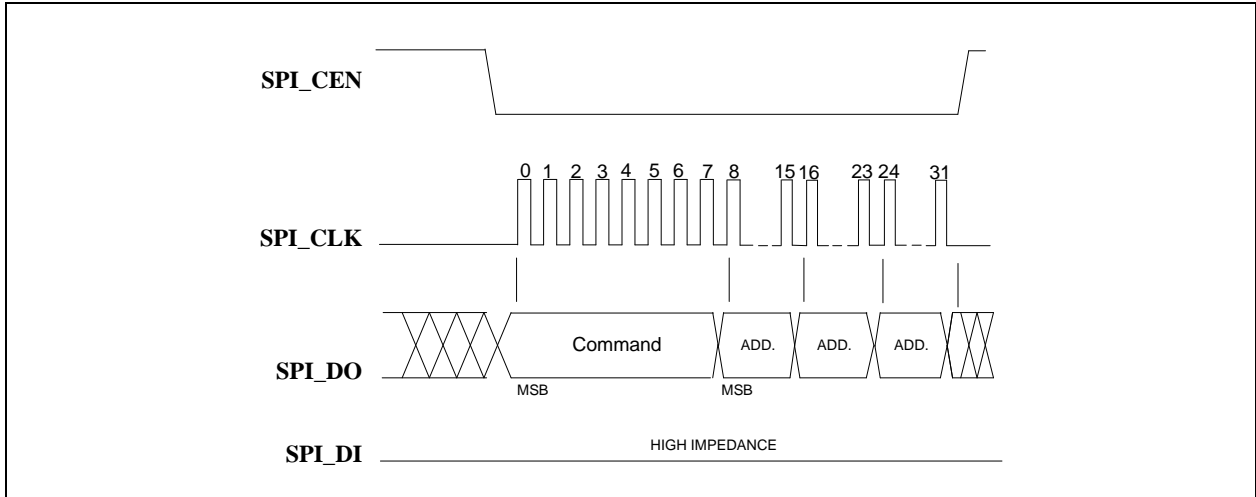 SPI_CEN
0 1 2 3 4 5 6 7 8 15 16 23 24 31
SPI_CLK
Command ADD. ADD. ADD.
SPI_DO
MSB MSB
HIGH IMPEDANCE
SPI_DI